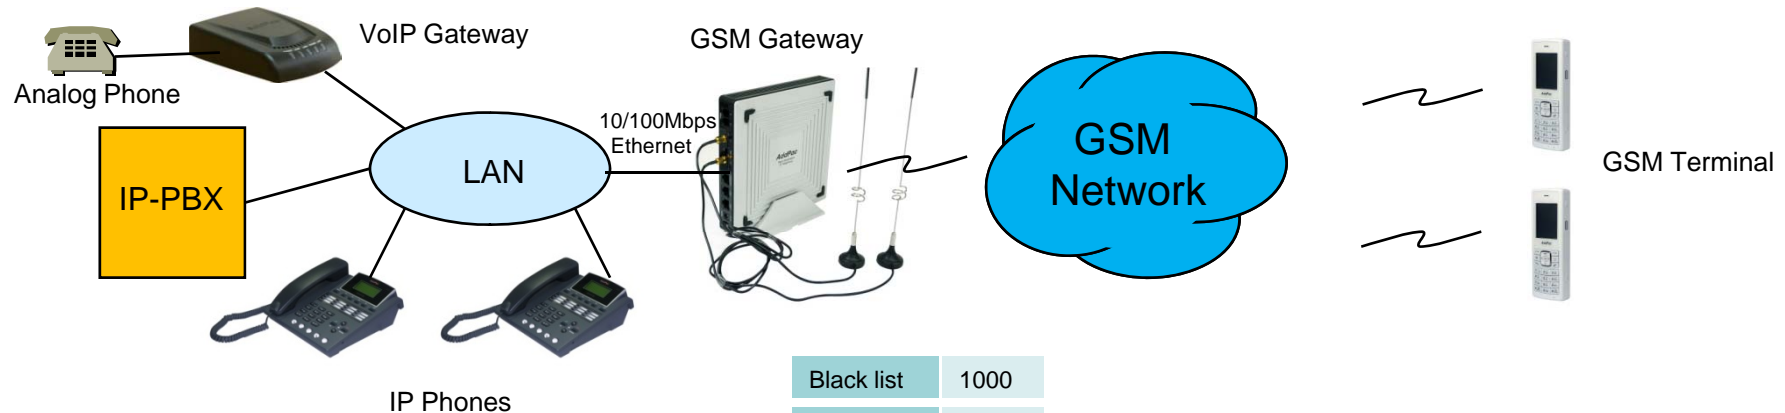 VoIP Gateway
GSM Gateway
Analog Phone
10/100Mbps
Ethernet
AddPac
GSM
Network
LAN
IP-PBX
GSM Terminal
Black list 1000
IP Phones